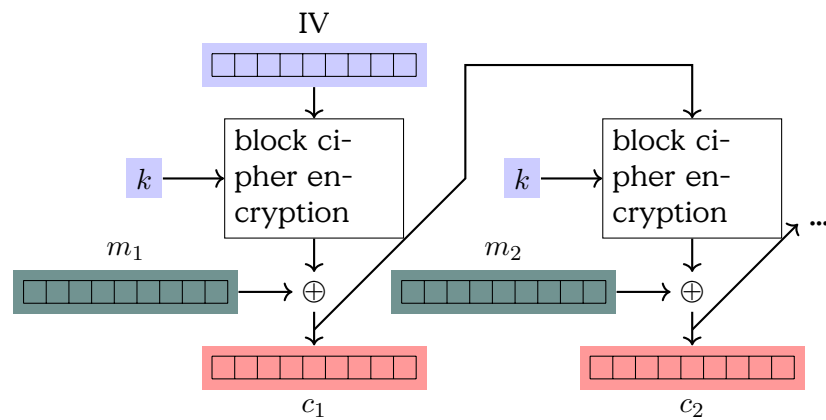 IV
block ci-
pher en-
cryption
k
m₁
⊕
c₁
block ci-
pher en-
cryption
k
m₂
⊕
c₂
...